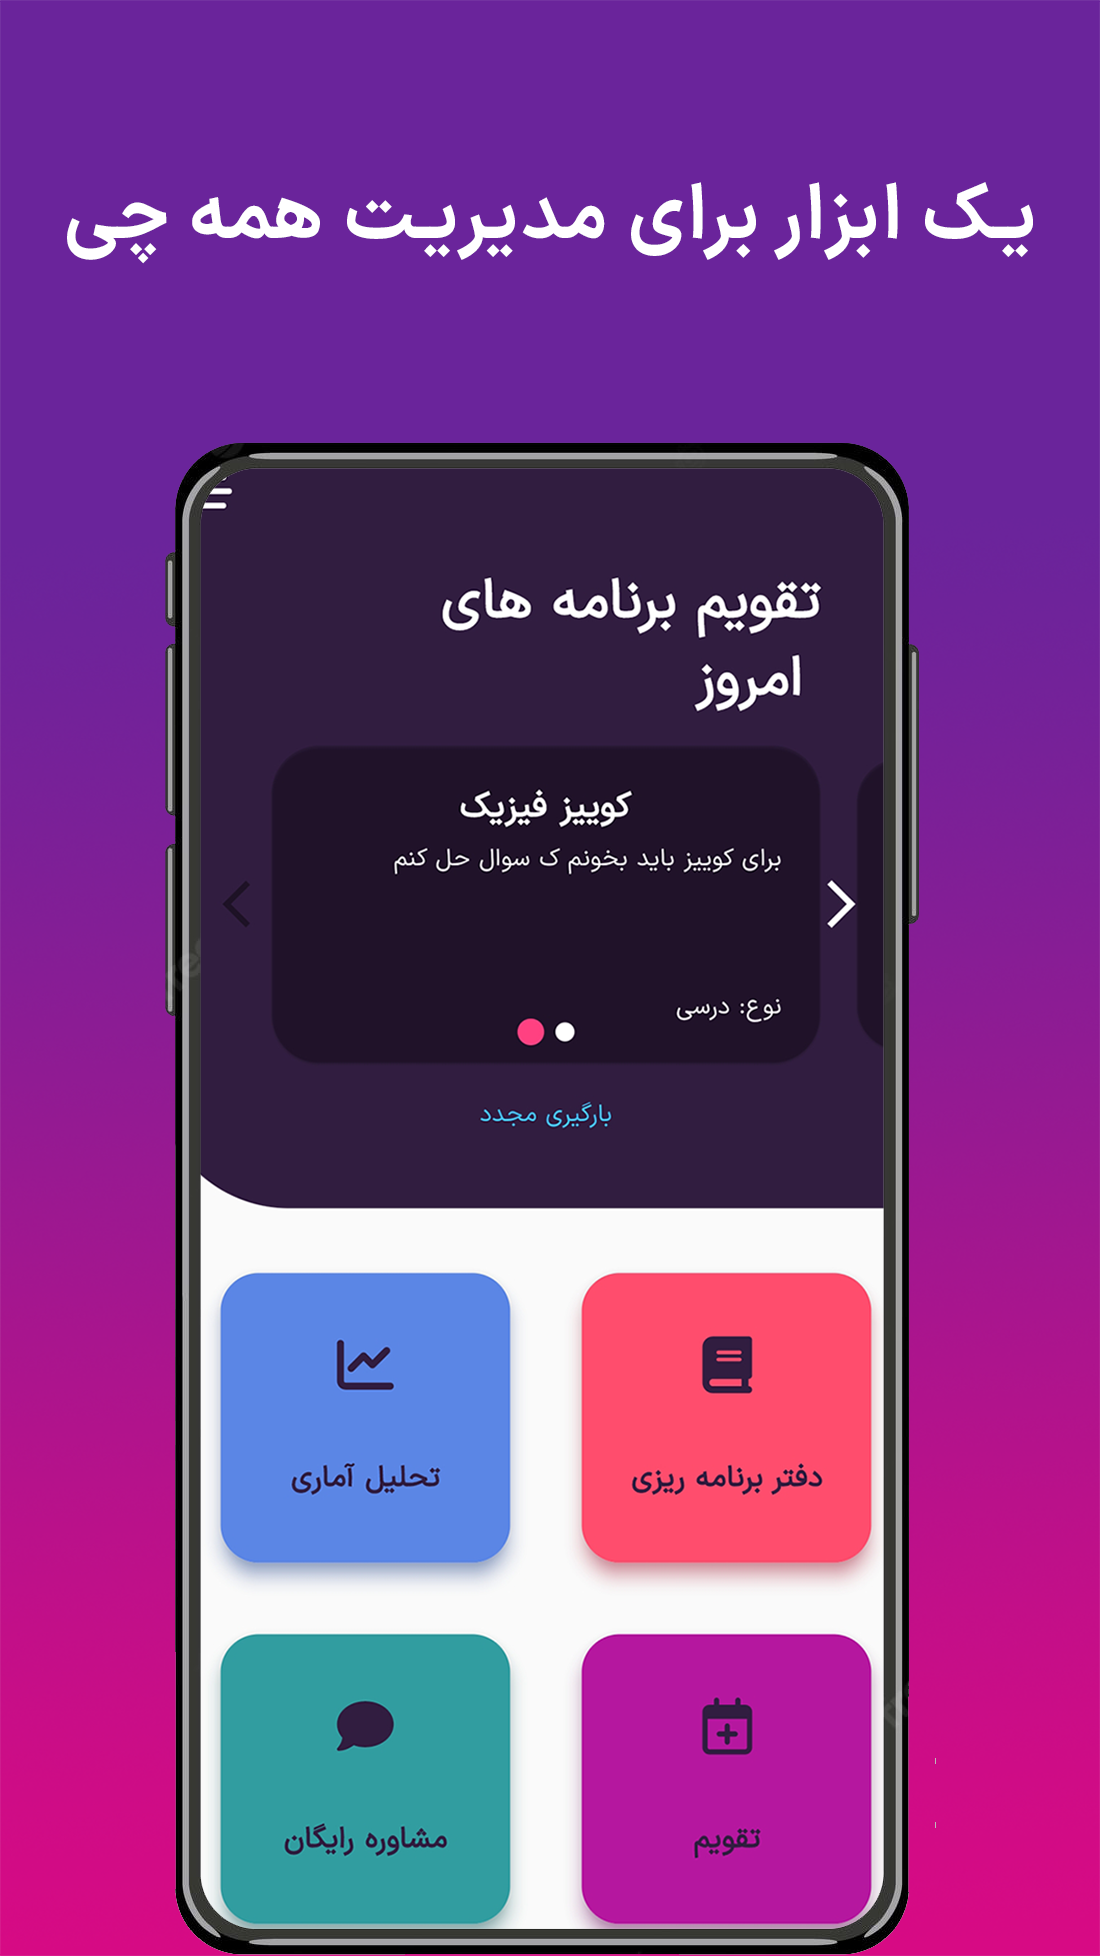 یک ابزار برای مدیریت همه چی
تقویم برنامه های
امروز
کوییز فیزیک
برای کوییز باید بخونم ک سوال حل کنم
نوع: درسی
بارگیری مجدد
دفتر برنامه ریزی
تحلیل آماری
تقویم
مشاوره رایگان